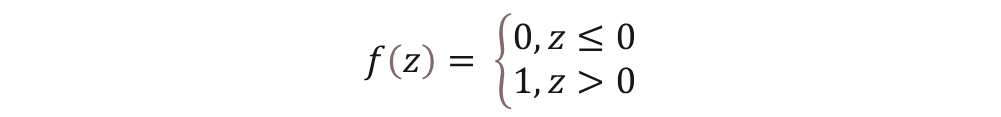 f(z) = {0, z ≤ 0
1, z > 0